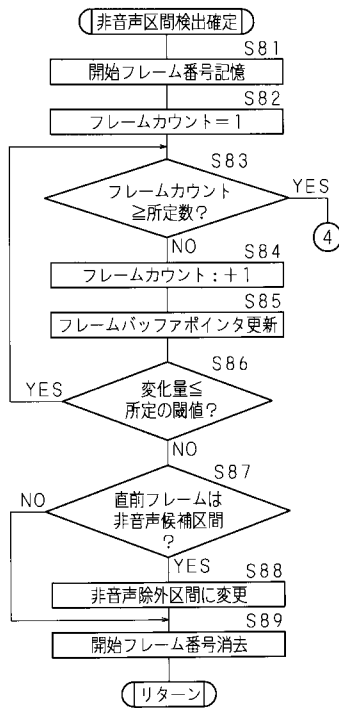 非音声区間検出確定
S81
開始フレーム番号記憶
S82
フレームカウント＝1
S83
フレームカウント
≧所定数？
YES
4
NO
S84
フレームカウント：＋1
S85
フレームバッファポインタ更新
S86
変化量≦
所定の閾値？
YES
NO
S87
直前フレームは
非音声候補区間
？
NO
YES
S88
非音声除外区間に変更
S89
開始フレーム番号消去
リターン